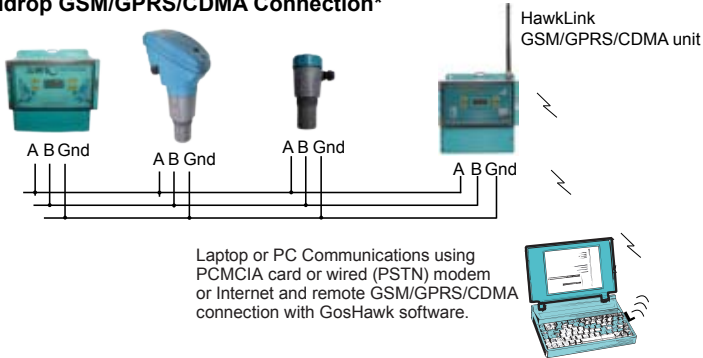 GSM/GPRS/CDMA Connection*
HawkLink
GSM/GPRS/CDMA unit
A B Gnd
A B Gnd
A B Gnd
A B Gnd
Laptop or PC Communications using
PCMCIA card or wired (PSTN) modem
or Internet and remote GSM/GPRS/CDMA
connection with GosHawk software.